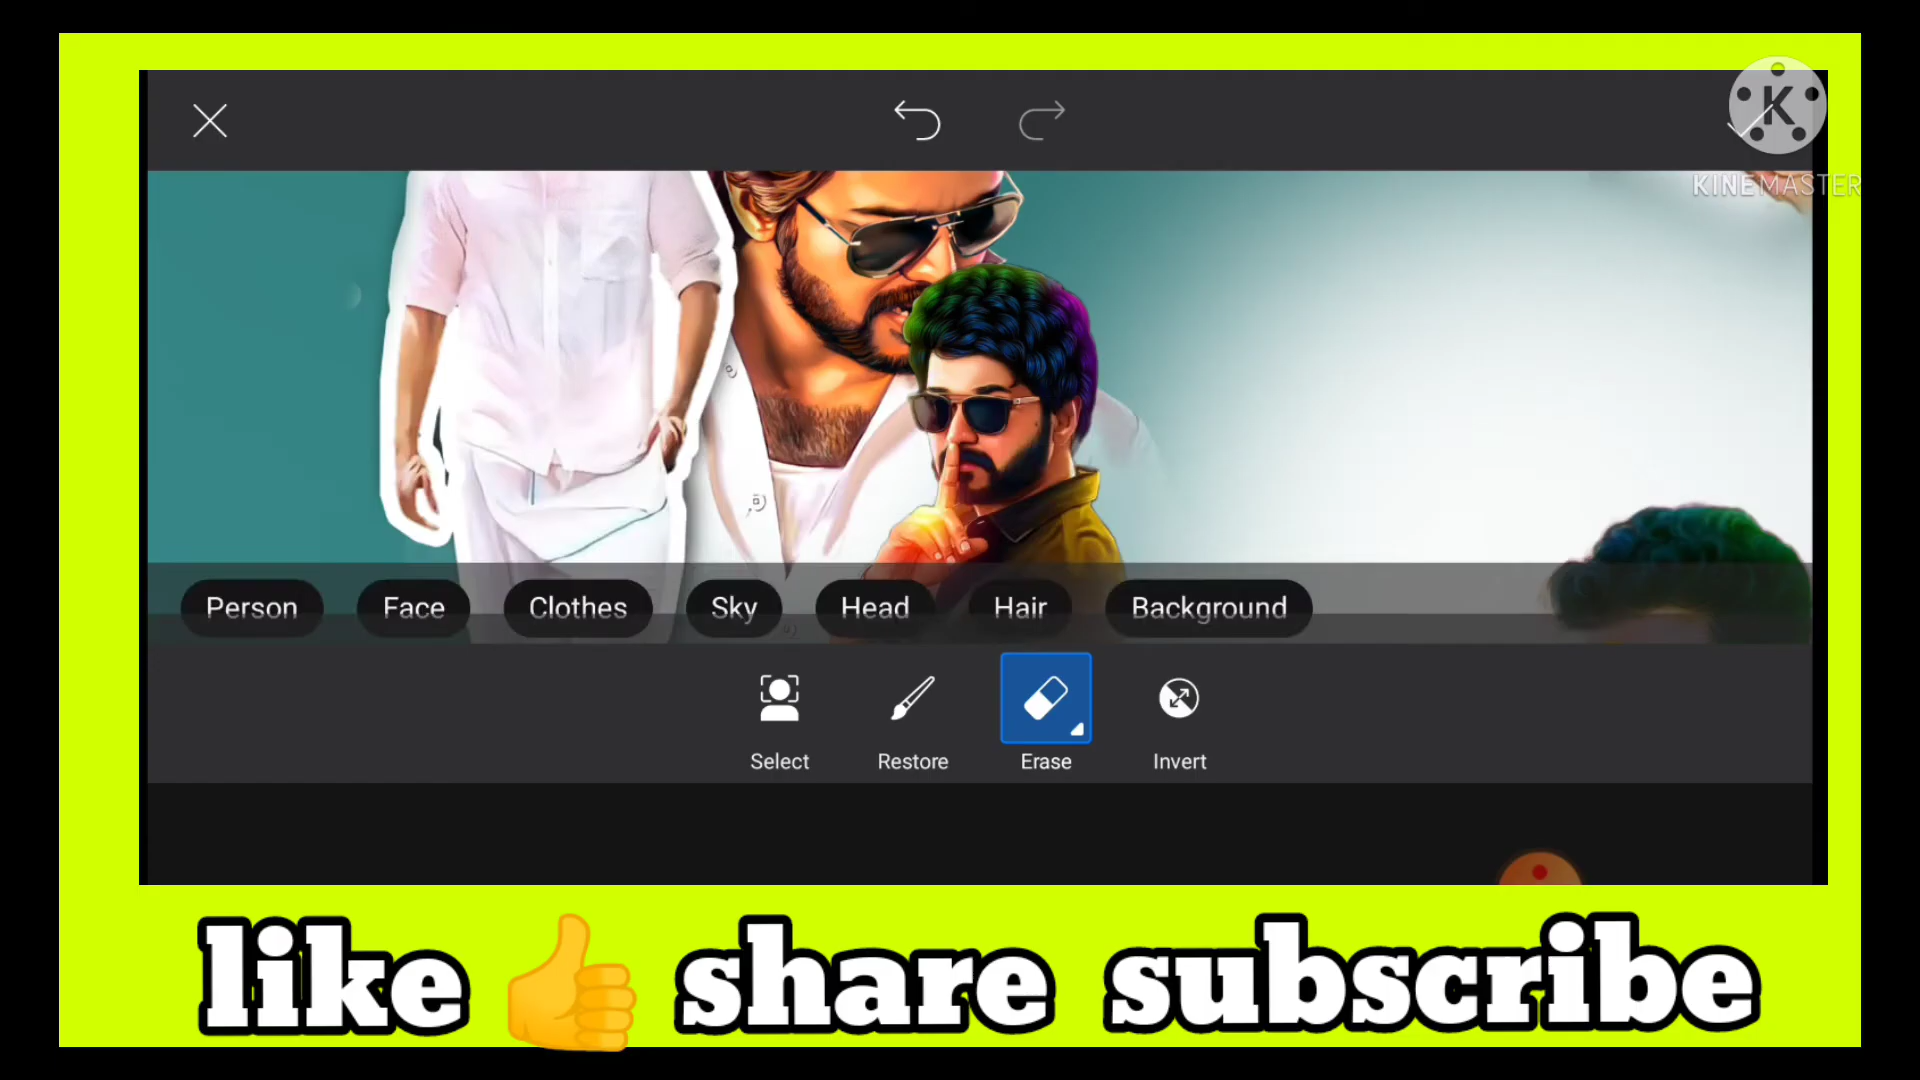 K
KINEMASTER
Person Face Clothes Sky Head Hair Background
Select Restore Erase Invert
like 👍 share subscribe